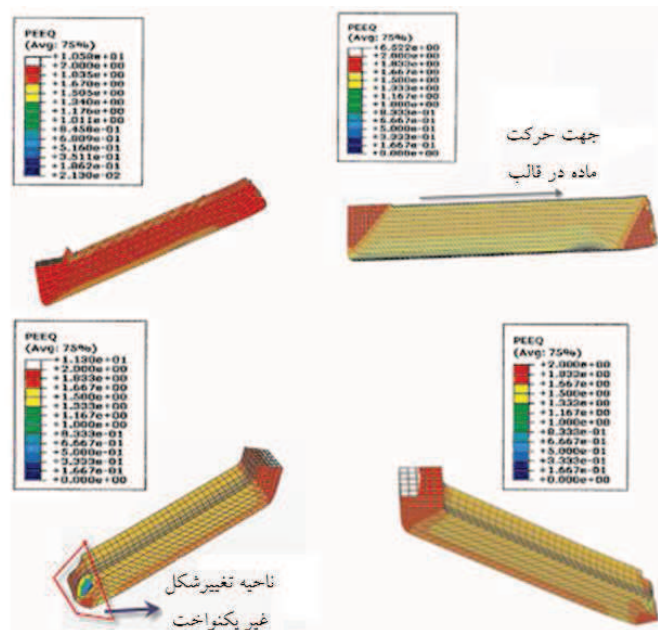 PEEQ
(Avg: 75%)
+1.058e+01
+2.000e+00
+1.835e+00
+1.670e+00
+1.505e+00
+1.340e+00
+1.176e+00
+1.011e+00
+8.458e-01
+6.809e-01
+5.160e-01
+3.511e-01
+1.862e-01
+2.130e-02
PEEQ
(Avg: 75%)
+6.622e+00
+2.000e+00
+1.833e+00
+1.667e+00
+1.500e+00
+1.333e+00
+1.167e+00
+1.000e+00
+8.333e-01
+6.667e-01
+5.000e-01
+3.333e-01
+1.667e-01
+0.000e+00
جهت حرکت
ماده در قالب
PEEQ
(Avg: 75%)
+1.130e+01
+2.000e+00
+1.833e+00
+1.667e+00
+1.500e+00
+1.333e+00
+1.167e+00
+1.000e+00
+8.333e-01
+6.667e-01
+5.000e-01
+3.333e-01
+1.667e-01
+0.000e+00
ناحیه تغییرشکل
غیر یکنواخت
PEEQ
(Avg: 75%)
+2.000e+00
+1.833e+00
+1.667e+00
+1.500e+00
+1.333e+00
+1.167e+00
+1.000e+00
+8.333e-01
+6.667e-01
+5.000e-01
+3.333e-01
+1.667e-01
+0.000e+00